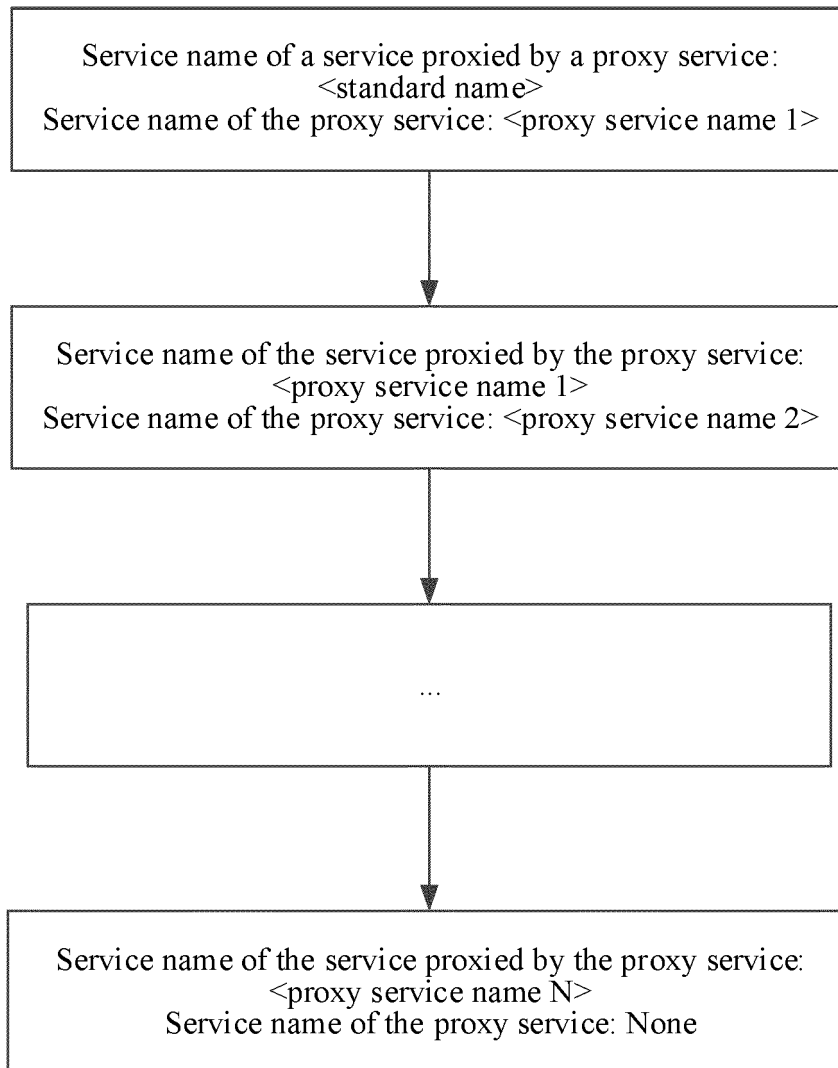 Service name of a service proxied by a proxy service:
<standard name>
Service name of the proxy service: <proxy service name 1>
Service name of the service proxied by the proxy service:
<proxy service name 1>
Service name of the proxy service: <proxy service name 2>
...
Service name of the service proxied by the proxy service:
<proxy service name N>
Service name of the proxy service: None